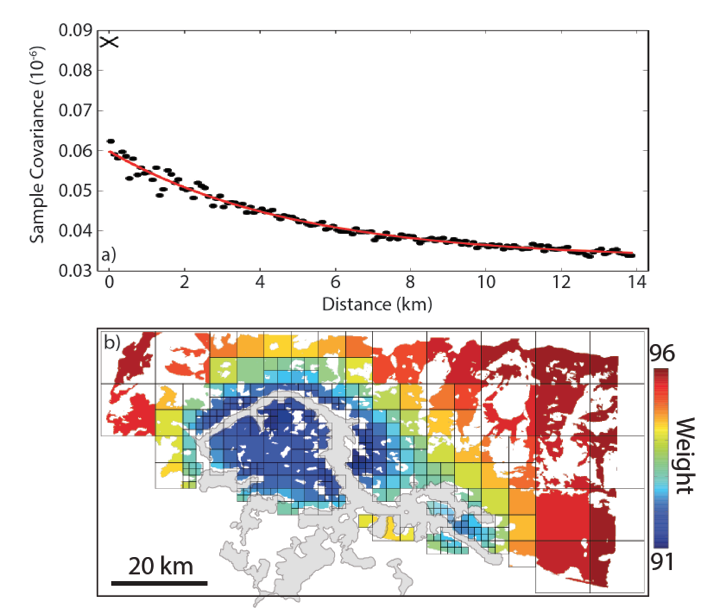 0.09
0.08
0.07
0.06
0.05
0.04
0.03
Sample Covariance (10⁻⁶)
a)
0 2 4 6 8 10 12 14
Distance (km)
b)
96
Weight
91
20 km